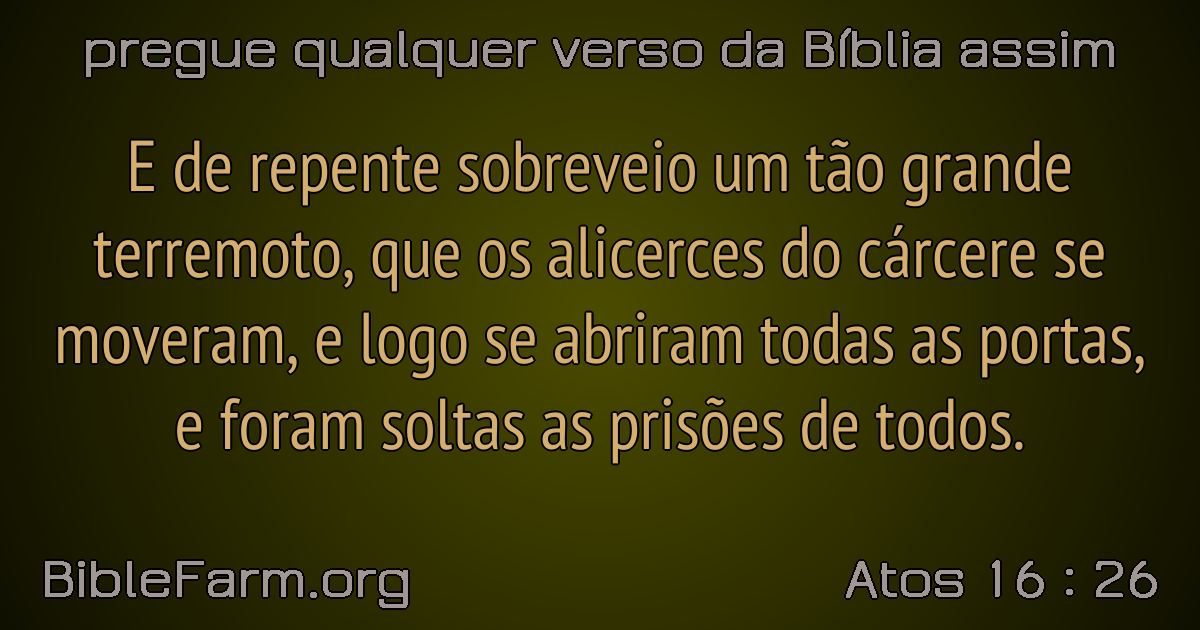 pregue qualquer verso da Bíblia assim
E de repente sobreveio um tão grande
terremoto, que os alicerces do cárcere se
moveram, e logo se abriram todas as portas,
e foram soltas as prisões de todos.
BibleFarm.org
Atos 16 : 26